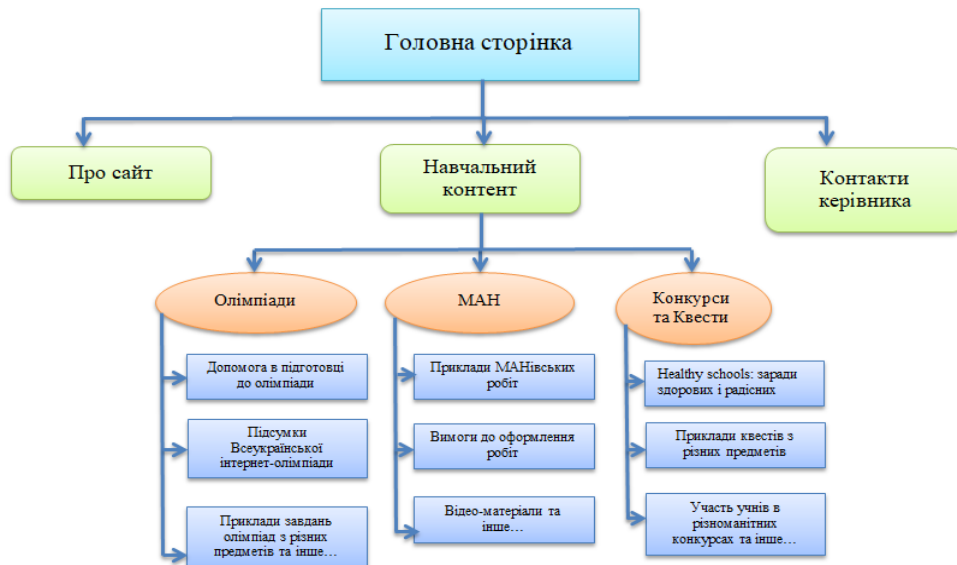 Головна сторінка
Про сайт
Навчальний
контент
Контакти
керівника
Олімпіади
МАН
Конкурси
та Квести
Допомога в підготовці
до олімпіади
Підсумки
Всеукраїнської
інтернет-олімпіади
Приклади завдань
олімпіад з різних
предметів та інше…
Приклади МАНівських
робіт
Вимоги до оформлення
робіт
Відео-матеріали та
інше…
Healthy schools: заради
здорових і радісних
Приклади квестів з
різних предметів
Участь учнів в
різноманітних
конкурсах та інше…